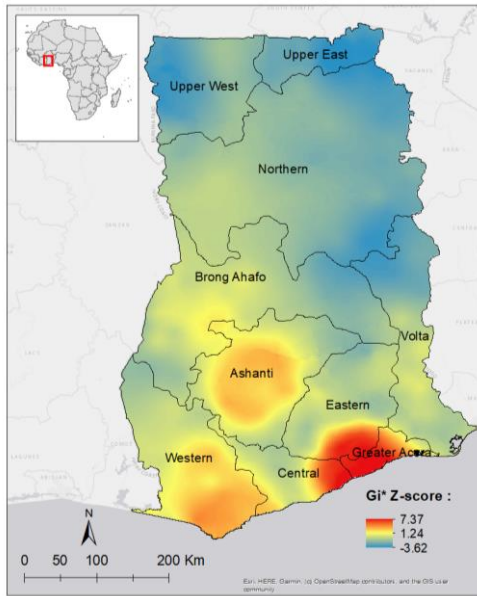 Upper East
Upper West
Northern
Brong Ahafo
Volta
Ashanti
Eastern
Greater Accra
Western
Central
Gi* Z-score :
7.37
1.24
-3.62
N
0 50 100 200 Km
Esri, HERE, Garmin, (c) OpenStreetMap contributors, and the GIS user
community